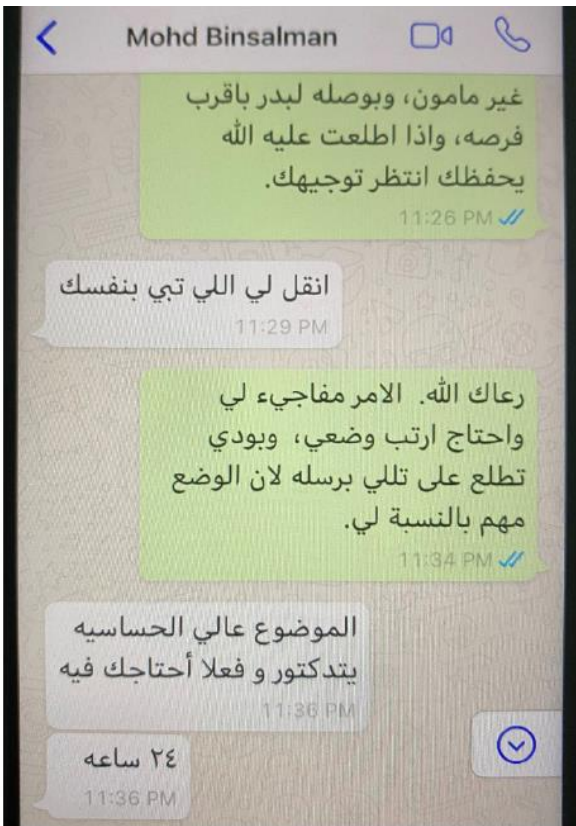 Mohd Binsalman
غير مامون، وبوصله لبدر باقرب
فرصه، واذا اطلعت عليه الله
يحفظك انتظر توجيهك.
11:26 PM
انقل لي اللي تبي بنفسك
11:29 PM
رعاك الله. الامر مفاجيء لي
واحتاج ارتب وضعي، وبودي
تطلع على تللي برسله لان الوضع
مهم بالنسبة لي.
11:34 PM
الموضوع عالي الحساسيه
يتدكتور و فعلا أحتاجك فيه
11:36 PM
٢٤ ساعه
11:36 PM